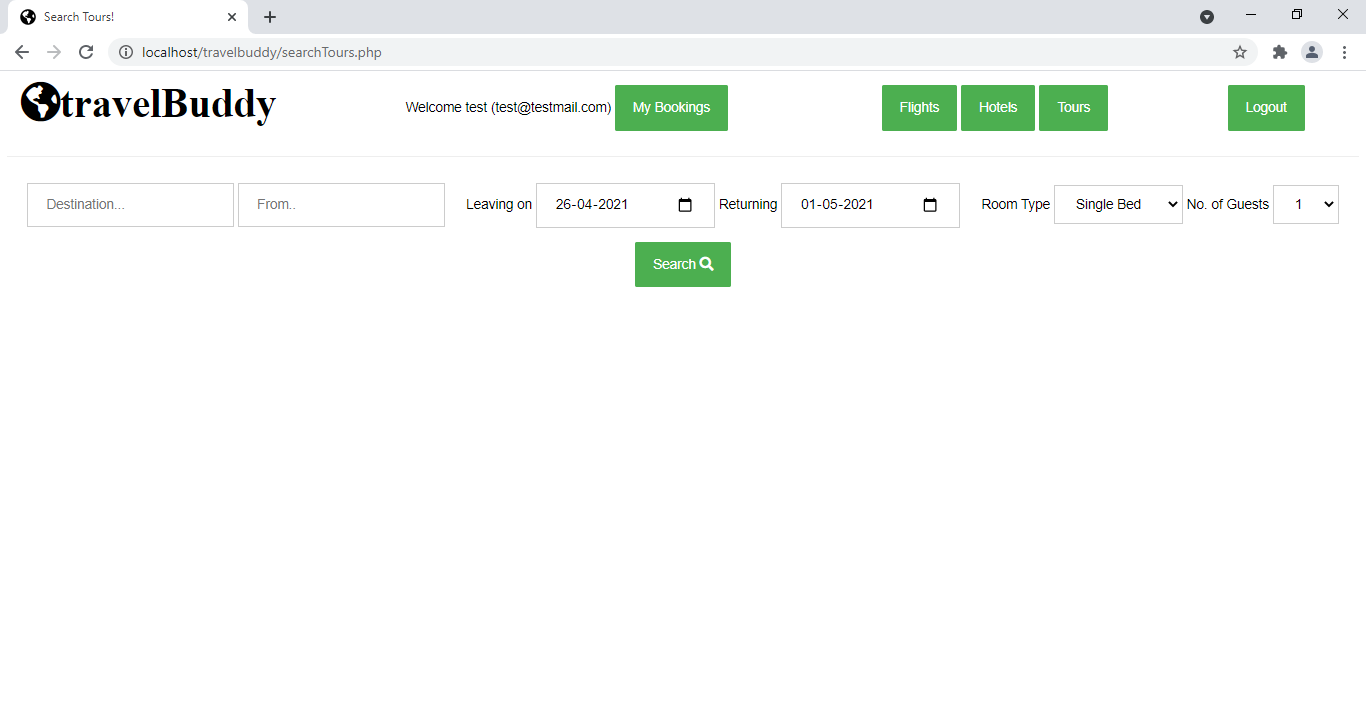 Search Tours!
localhost/travelbuddy/searchTours.php
travelBuddy Welcome test (test@testmail.com) My Bookings Flights Hotels Tours Logout
Destination... From.. Leaving on 26-04-2021 Returning 01-05-2021 Room Type Single Bed No. of Guests 1
Search